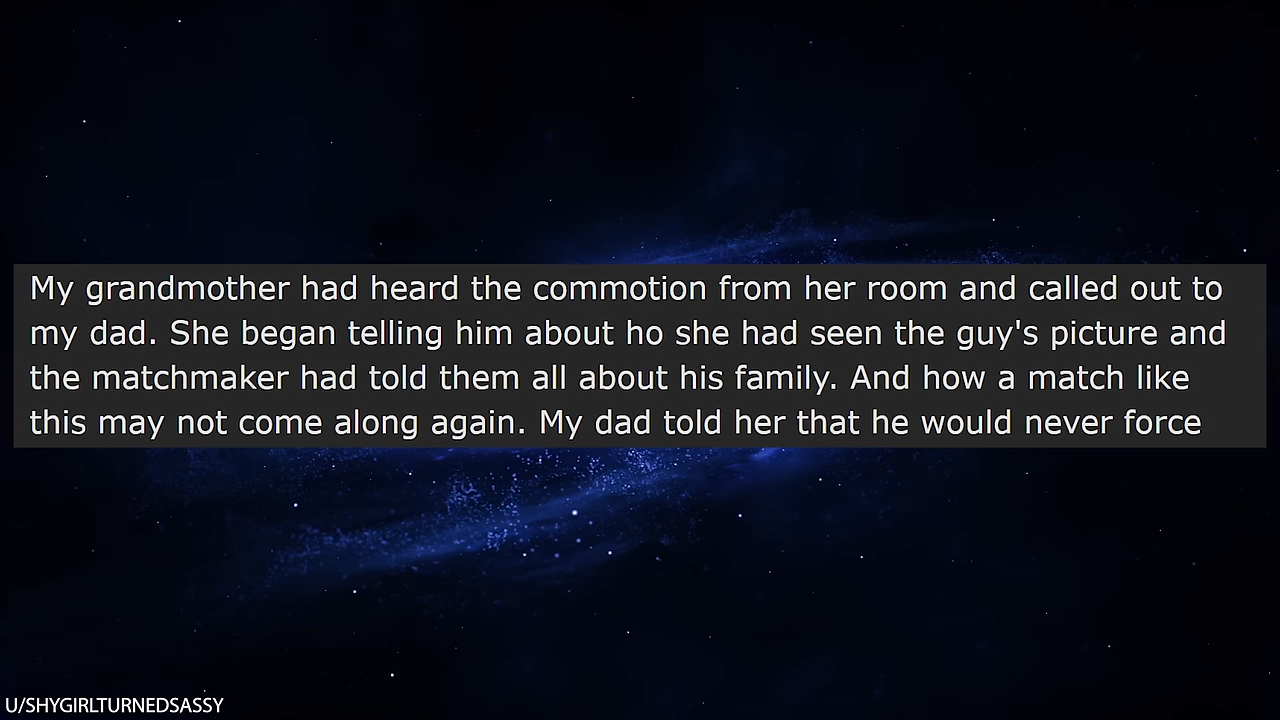 My grandmother had heard the commotion from her room and called out to
my dad. She began telling him about ho she had seen the guy's picture and
the matchmaker had told them all about his family. And how a match like
this may not come along again. My dad told her that he would never force
U/SHYGIRLTURNEDSASSY